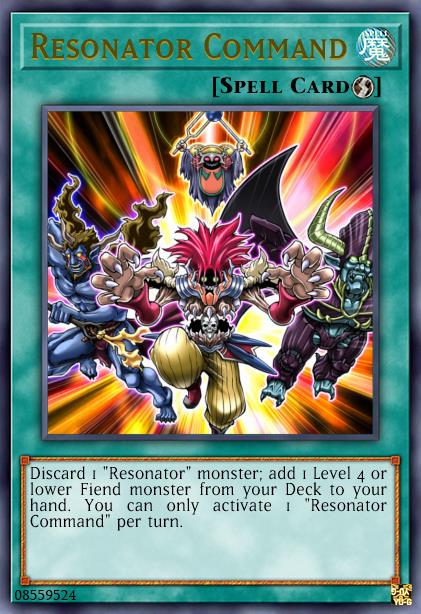 RESONATOR COMMAND
SPELL
魔
[SPELL CARD]
Discard 1 "Resonator" monster; add 1 Level 4 or
lower Fiend monster from your Deck to your
hand. You can only activate 1 "Resonator
Command" per turn.
08559524